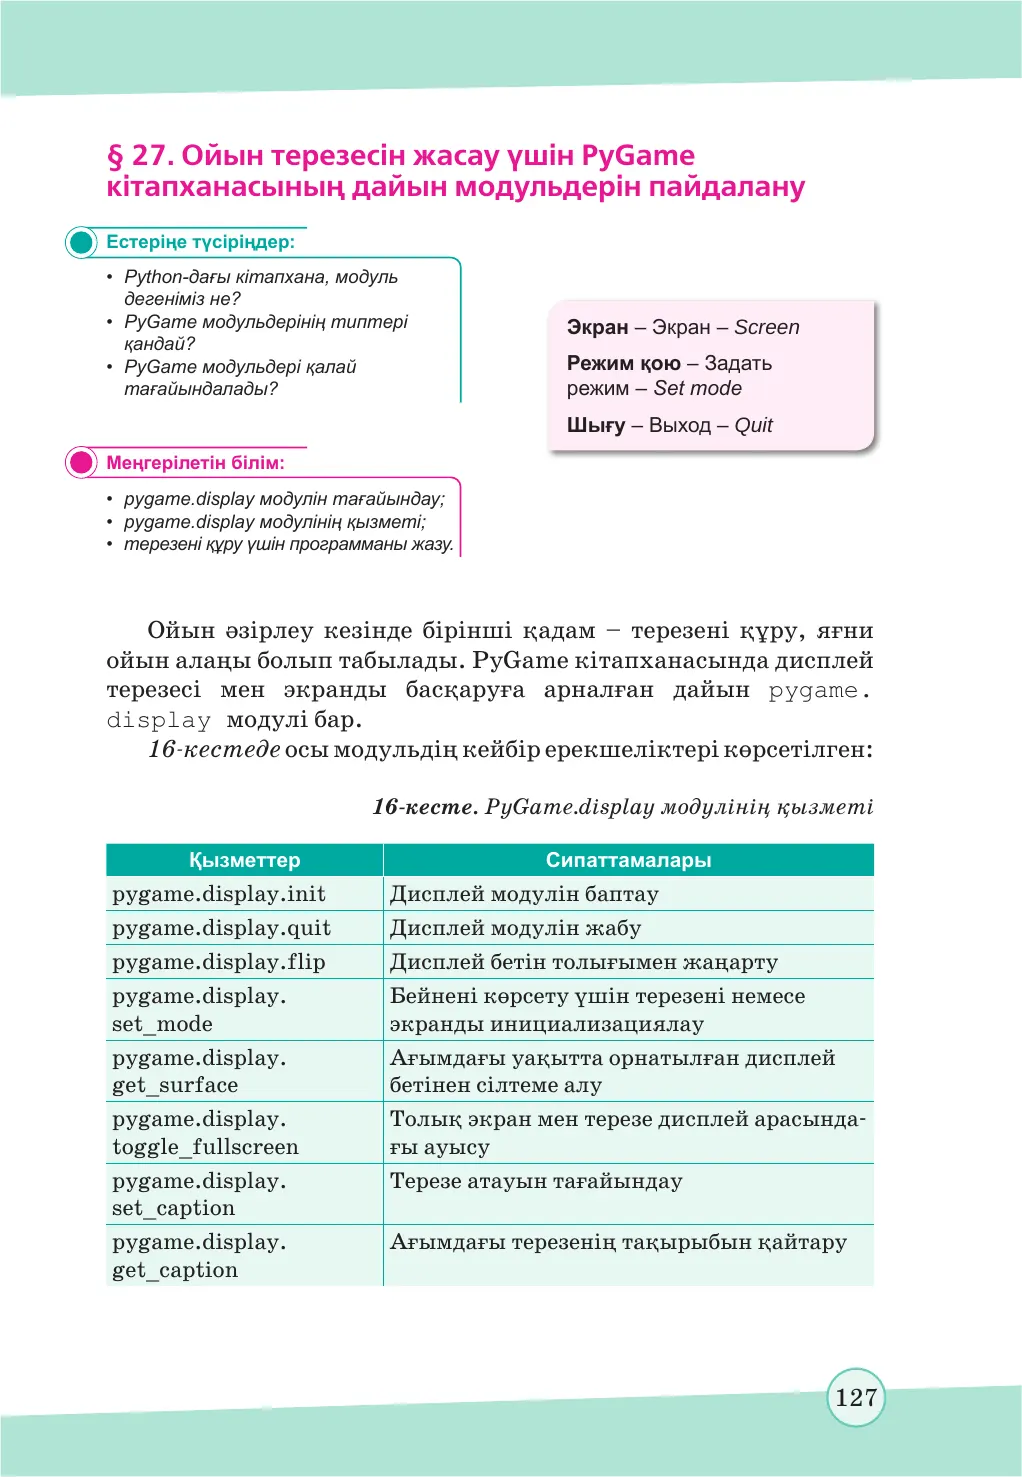 § 27. Ойын терезесін жасау үшін PyGame
кітапханасының дайын модульдерін пайдалану
Естеріңе түсіріңдер:
• Python-дағы кітапхана, модуль
дегеніміз не?
• PyGame модульдерінің типтері
қандай?
• PyGame модульдері қалай
тағайындалады?
Экран – Экран – Screen
Режим қою – Задать
режим – Set mode
Шығу – Выход – Quit
Меңгерілетін білім:
• pygame.display модулін тағайындау;
• pygame.display модулінің қызметі;
• терезені құру үшін программаны жазу.
Ойын әзірлеу кезінде бірінші қадам – терезені құру, яғни
ойын алаңы болып табылады. PyGame кітапханасында дисплей
терезесі мен экранды басқаруға арналған дайын pygame.
display модулі бар.
16-кестеде осы модульдің кейбір ерекшеліктері көрсетілген:
16-кесте. PyGame.display модулінің қызметі
Қызметтер Сипаттамалары
pygame.display.init Дисплей модулін баптау
pygame.display.quit Дисплей модулін жабу
pygame.display.flip Дисплей бетін толығымен жаңарту
pygame.display. Бейнені көрсету үшін терезені немесе
set_mode экранды инициализациялау
pygame.display. Ағымдағы уақытта орнатылған дисплей
get_surface бетінен сілтеме алу
pygame.display. Толық экран мен терезе дисплей арасында-
toggle_fullscreen ғы ауысу
pygame.display. Терезе атауын тағайындау
set_caption
pygame.display. Ағымдағы терезенің тақырыбын қайтару
get_caption
127